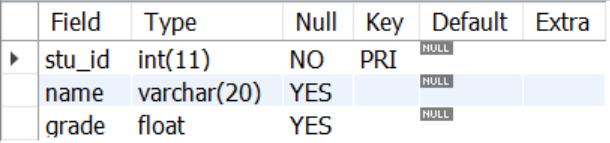 Field Type Null Key Default Extra
stu_id int(11) NO PRI NULL
name varchar(20) YES NULL
grade float YES NULL